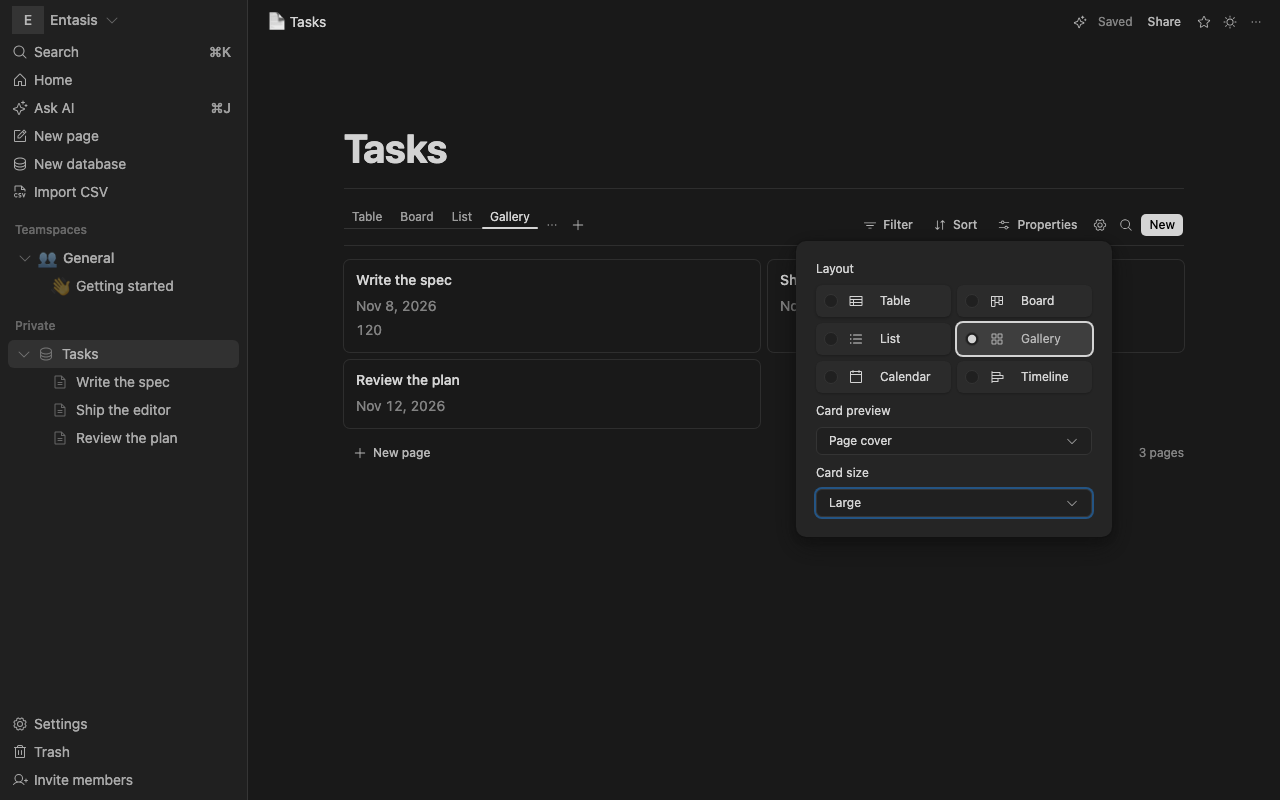 E Entasis
Search ⌘K
Home
Ask AI ⌘J
New page
New database
Import CSV
Teamspaces
General
Getting started
Private
Tasks
Write the spec
Ship the editor
Review the plan
Settings
Trash
Invite members
Tasks
Saved Share
Tasks
Table Board List Gallery
Filter Sort Properties New
Write the spec
Nov 8, 2026
120
Sh
No
Review the plan
Nov 12, 2026
New page
3 pages
Layout
Table Board
List Gallery
Calendar Timeline
Card preview
Page cover
Card size
Large